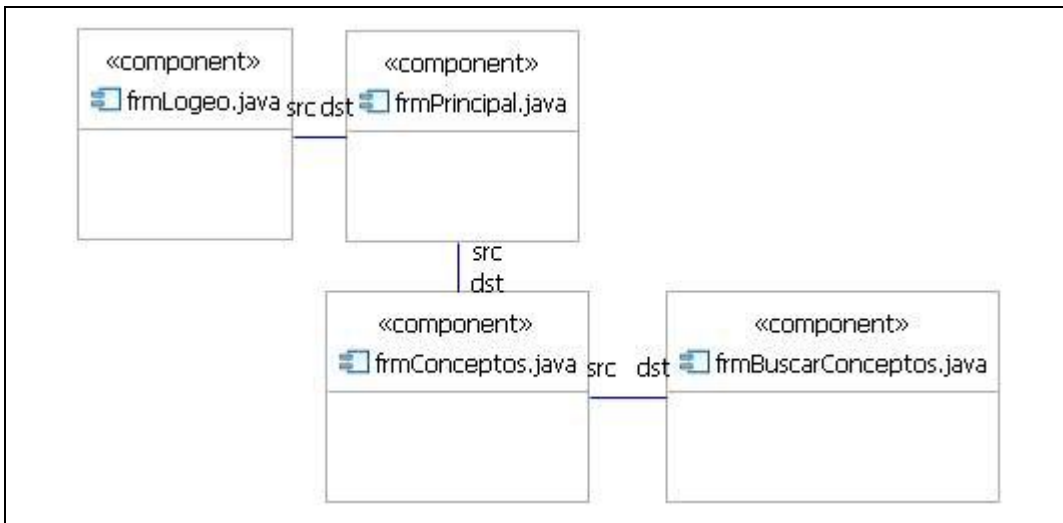 «component»
frmLogeo.java
src dst
«component»
frmPrincipal.java
src
dst
«component»
frmConceptos.java
src dst
«component»
frmBuscarConceptos.java